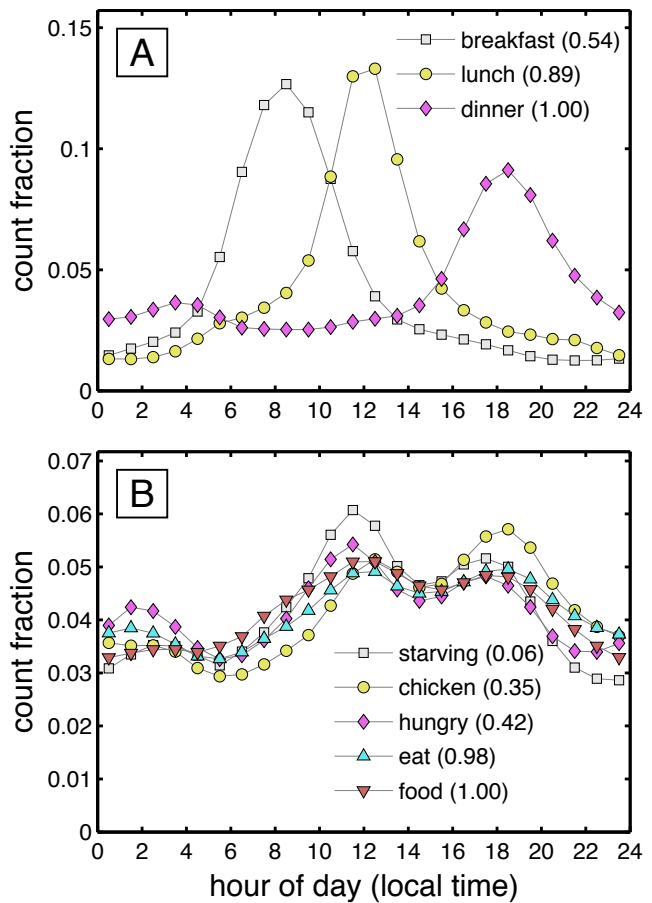 A
breakfast (0.54)
lunch (0.89)
dinner (1.00)
count fraction
0.15
0.1
0.05
0
0 2 4 6 8 10 12 14 16 18 20 22 24
B
starving (0.06)
chicken (0.35)
hungry (0.42)
eat (0.98)
food (1.00)
count fraction
0.07
0.06
0.05
0.04
0.03
0.02
0.01
0
0 2 4 6 8 10 12 14 16 18 20 22 24
hour of day (local time)